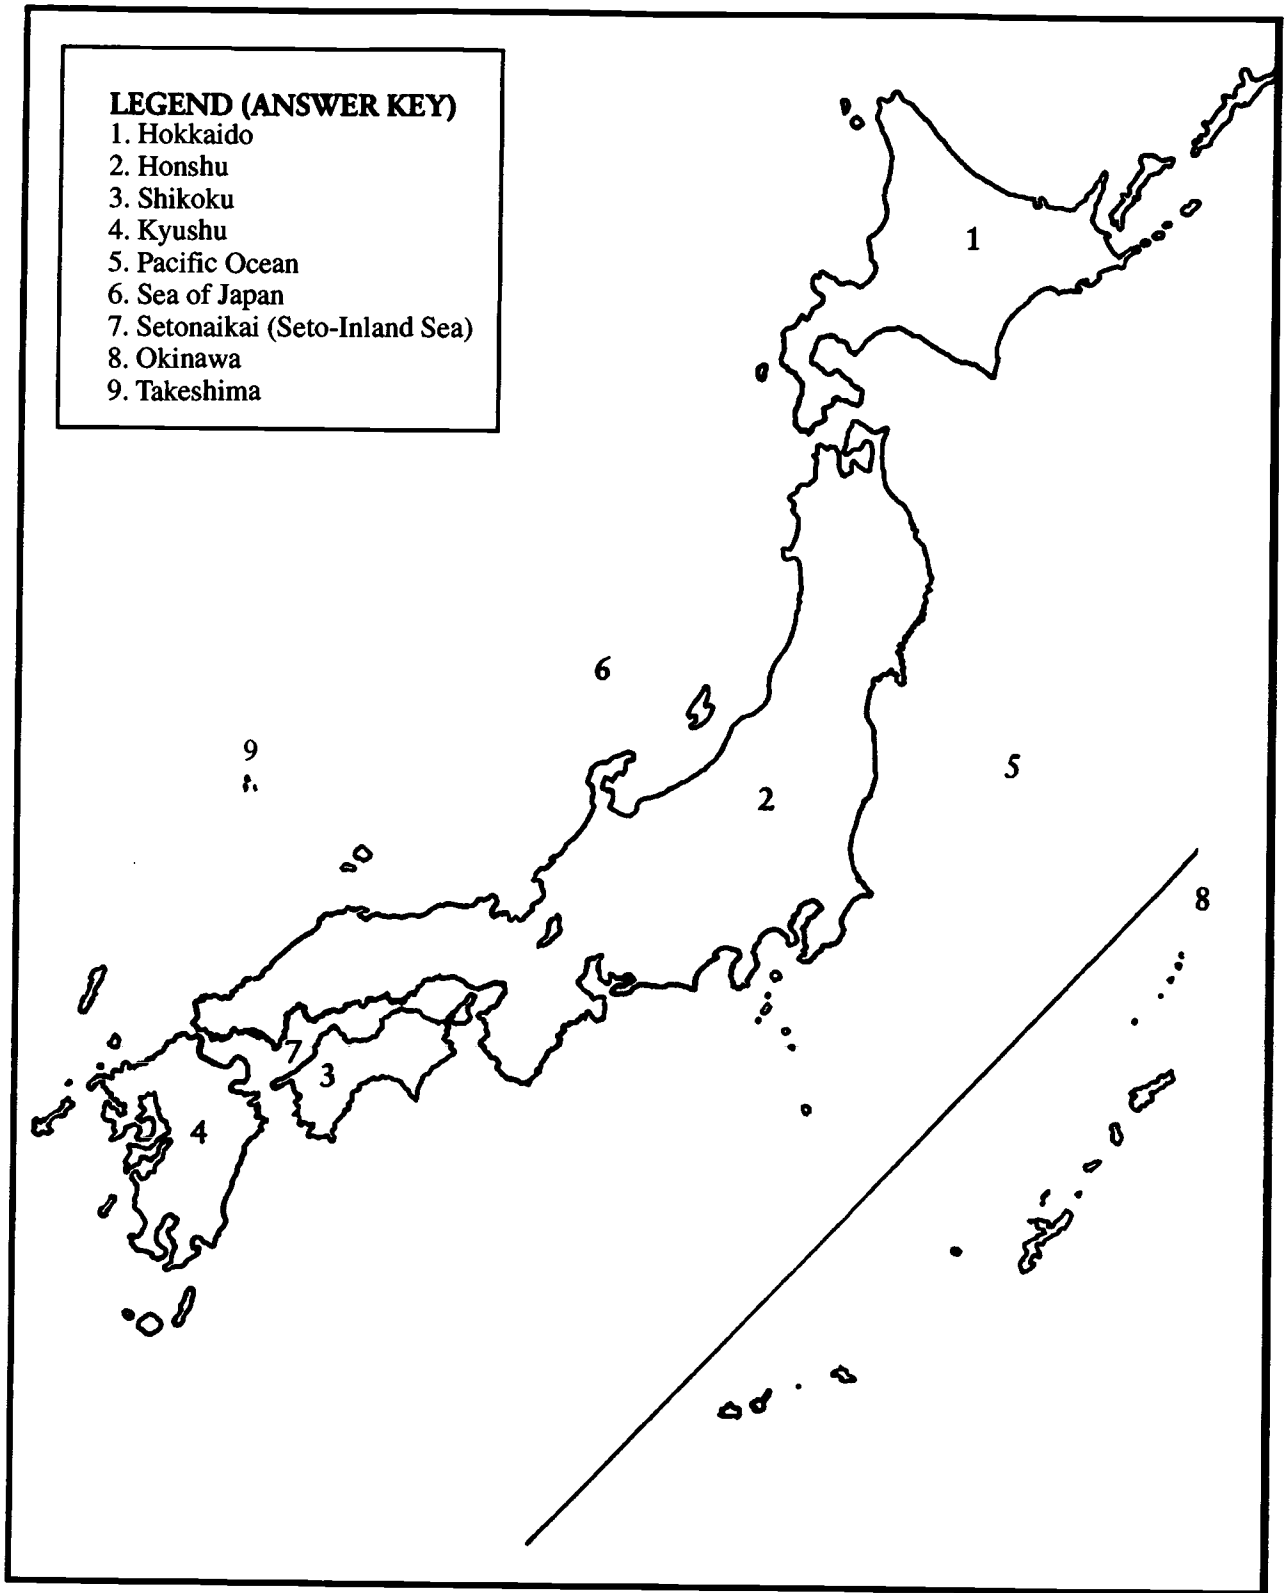 LEGEND (ANSWER KEY)
1. Hokkaido
2. Honshu
3. Shikoku
4. Kyushu
5. Pacific Ocean
6. Sea of Japan
7. Setonaikai (Seto-Inland Sea)
8. Okinawa
9. Takeshima
1
6
9
5
2
8
7
3
4